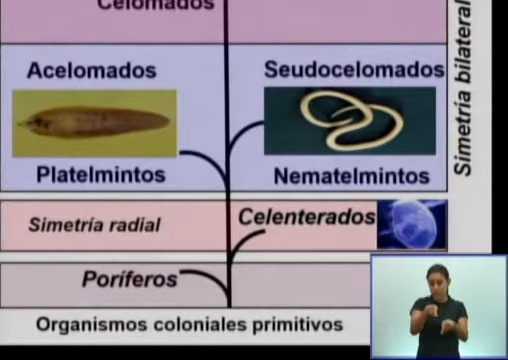 Celomados
Acelomados
Seudocelomados
Platelmintos
Nematelmintos
Simetría bilateral
Simetría radial
Celenterados
Poríferos
Organismos coloniales primitivos